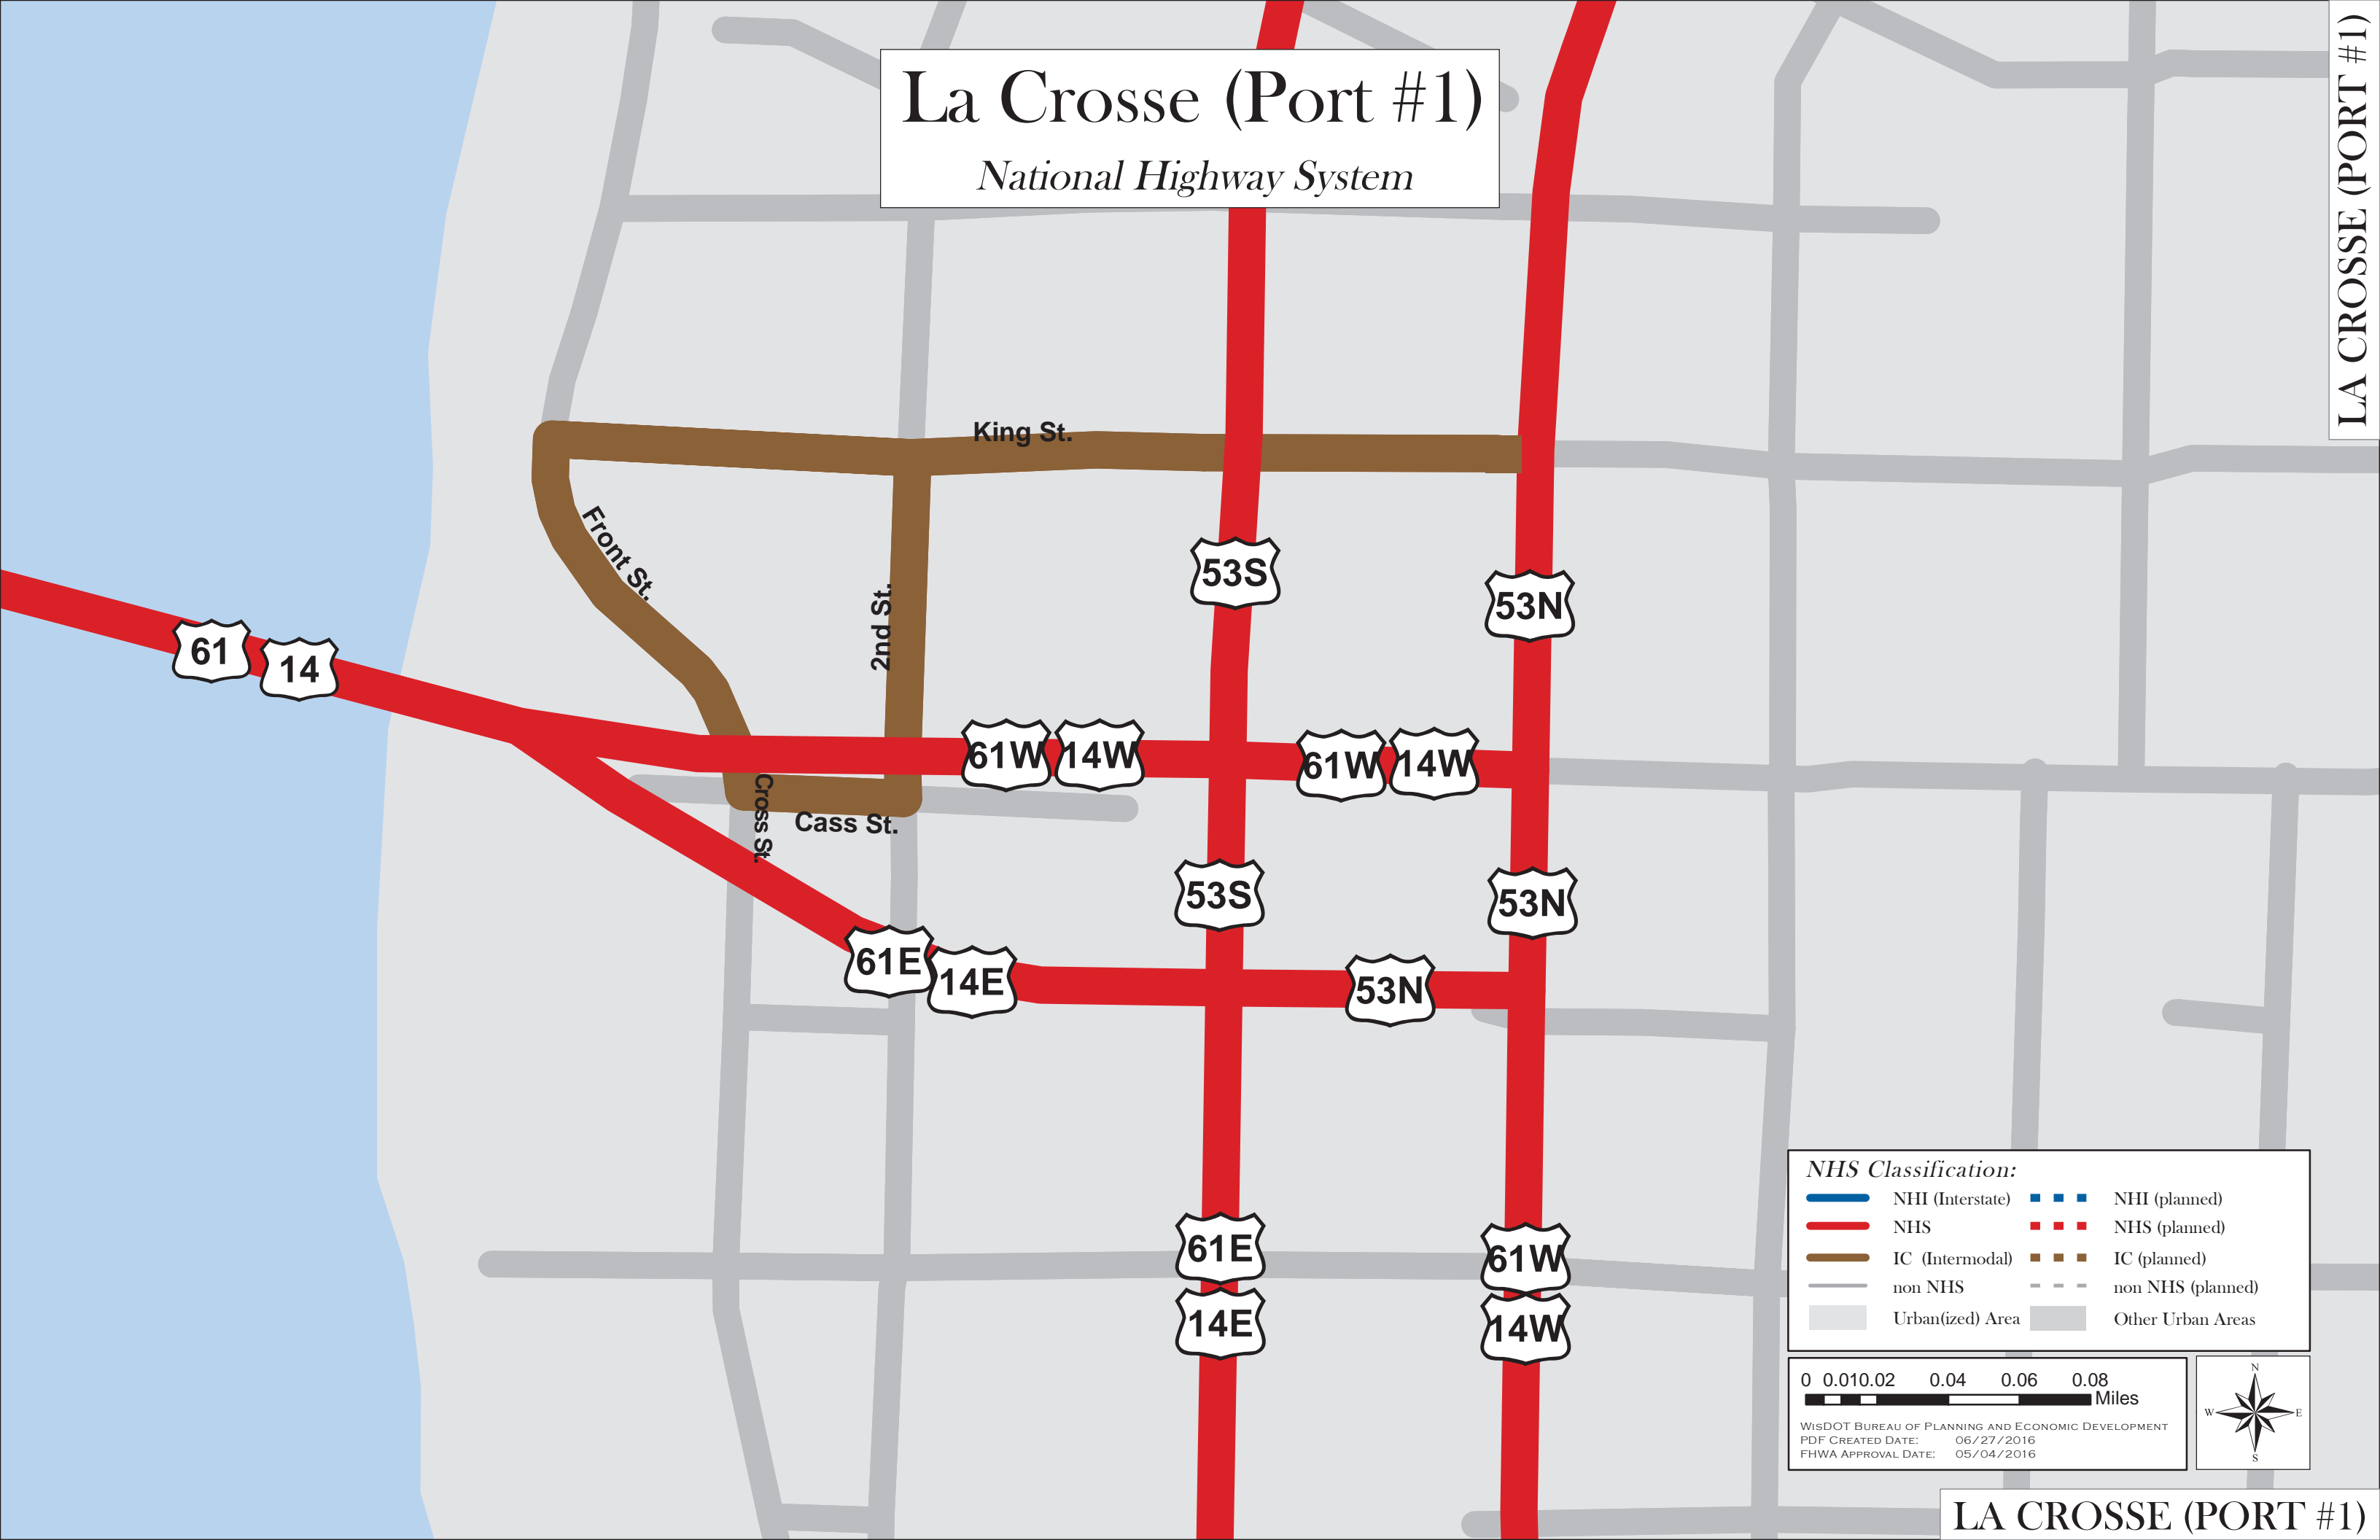 La Crosse (Port #1)
National Highway System
LA CROSSE (PORT #1)
King St.
Front St.
2nd St.
53S
53N
61
14
61W
14W
61W
14W
Cross St.
Cass St.
53S
53N
61E
14E
53N
61E
14E
61W
14W
NHS Classification:
NHI (Interstate) NHI (planned)
NHS NHS (planned)
IC (Intermodal) IC (planned)
non NHS non NHS (planned)
Urban(ized) Area Other Urban Areas
0 0.010.02 0.04 0.06 0.08
Miles
WisDOT Bureau of Planning and Economic Development
PDF Created Date: 06/27/2016
FHWA Approval Date: 05/04/2016
N
W E
S
LA CROSSE (PORT #1)